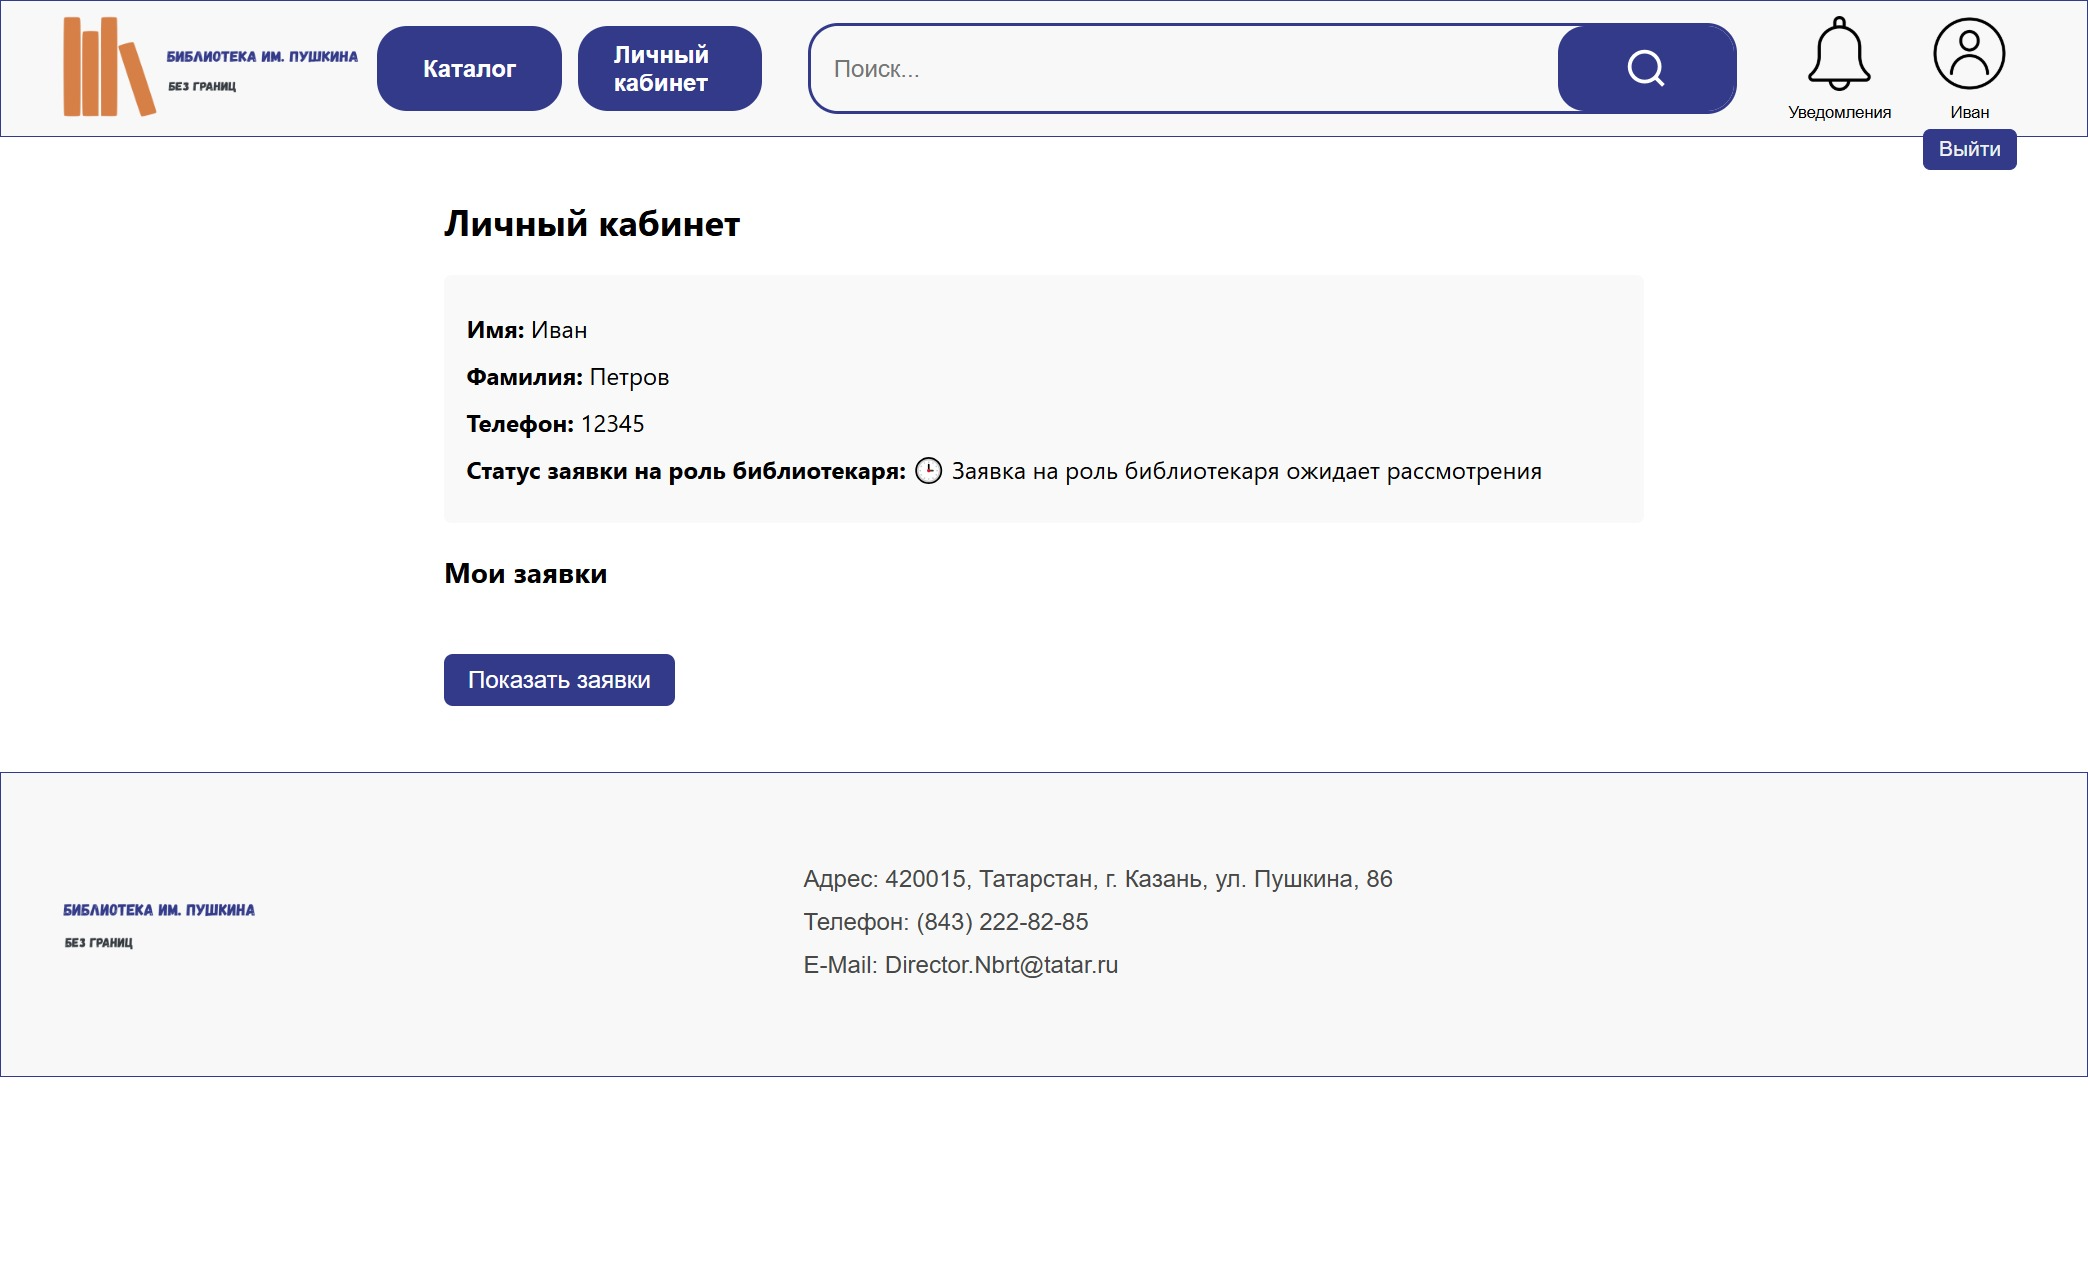 БИБЛИОТЕКА ИМ. ПУШКИНА
БЕЗ ГРАНИЦ
Каталог
Личный
кабинет
Поиск...
Уведомления
Иван
Выйти
Личный кабинет
Имя: Иван
Фамилия: Петров
Телефон: 12345
Статус заявки на роль библиотекаря: 🕒 Заявка на роль библиотекаря ожидает рассмотрения
Мои заявки
Показать заявки
БИБЛИОТЕКА ИМ. ПУШКИНА
БЕЗ ГРАНИЦ
Адрес: 420015, Татарстан, г. Казань, ул. Пушкина, 86
Телефон: (843) 222-82-85
E-Mail: Director.Nbrt@tatar.ru